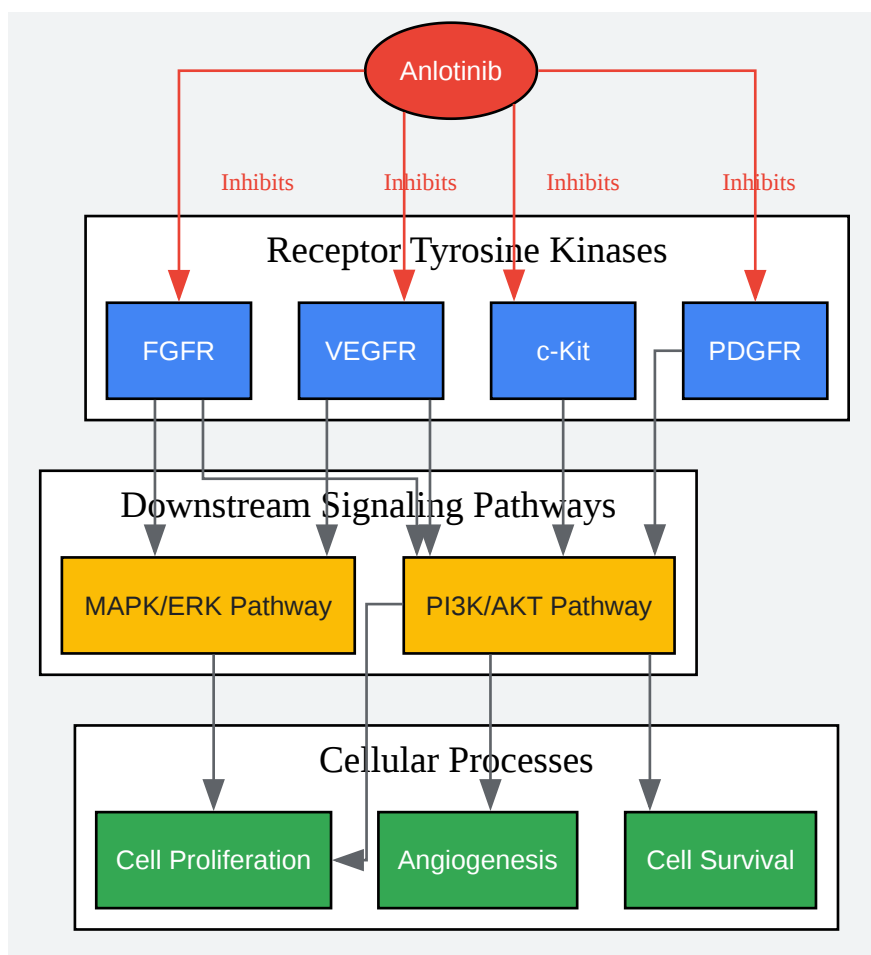 Anlotinib
Inhibits
Inhibits
Inhibits
Inhibits
Receptor Tyrosine Kinases
FGFR
VEGFR
c-Kit
PDGFR
Downstream Signaling Pathways
MAPK/ERK Pathway
PI3K/AKT Pathway
Cellular Processes
Cell Proliferation
Angiogenesis
Cell Survival